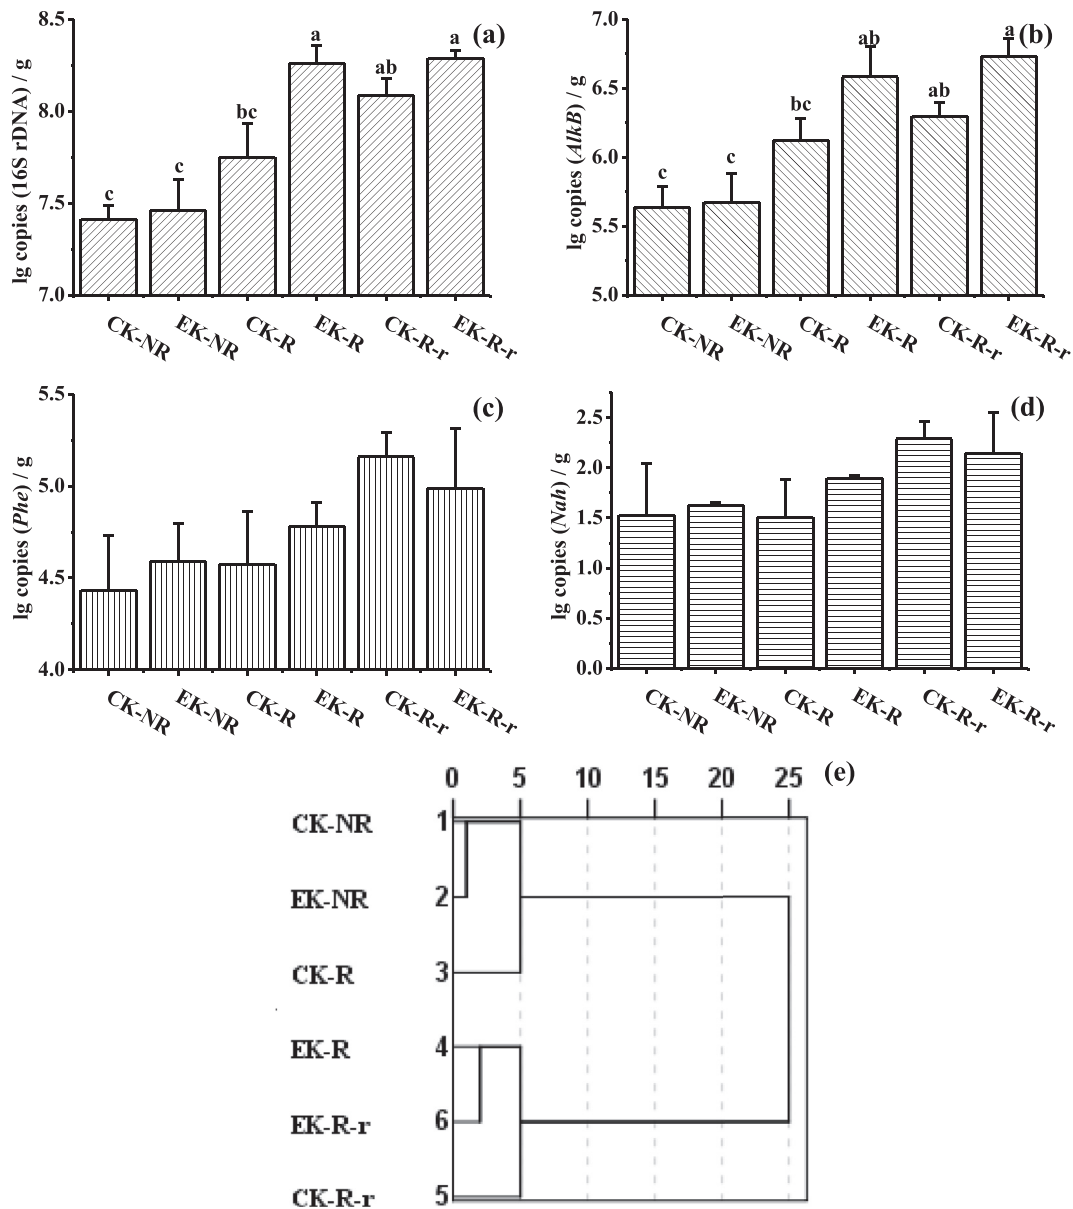 (a)
lg copies (16S rDNA) / g
8.5
8.0
7.5
7.0
c
c
bc
a
ab
a
CK-NR
EK-NR
CK-R
EK-R
CK-R-r
EK-R-r
(b)
lg copies (AlkB) / g
7.0
6.5
6.0
5.5
5.0
c
c
bc
ab
ab
a
CK-NR
EK-NR
CK-R
EK-R
CK-R-r
EK-R-r
(c)
lg copies (Phe) / g
5.5
5.0
4.5
4.0
CK-NR
EK-NR
CK-R
EK-R
CK-R-r
EK-R-r
(d)
lg copies (Nah) / g
2.5
2.0
1.5
1.0
0.5
0.0
CK-NR
EK-NR
CK-R
EK-R
CK-R-r
EK-R-r
0 5 10 15 20 25 (e)
CK-NR 1
EK-NR 2
CK-R 3
EK-R 4
EK-R-r 6
CK-R-r 5